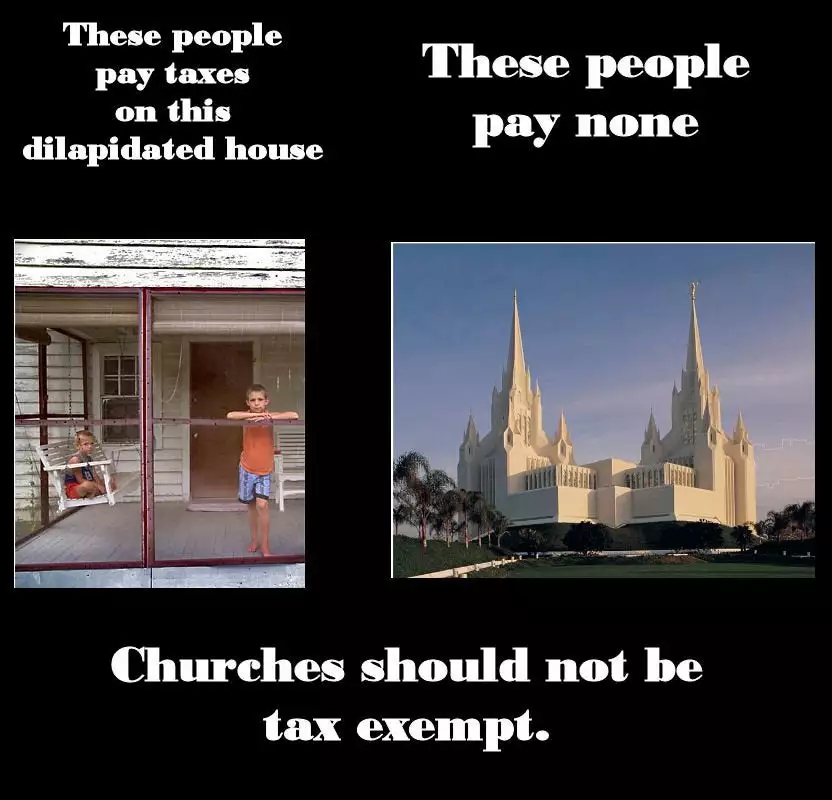 These people
pay taxes
on this
dilapidated house
These people
pay none
Churches should not be
tax exempt.